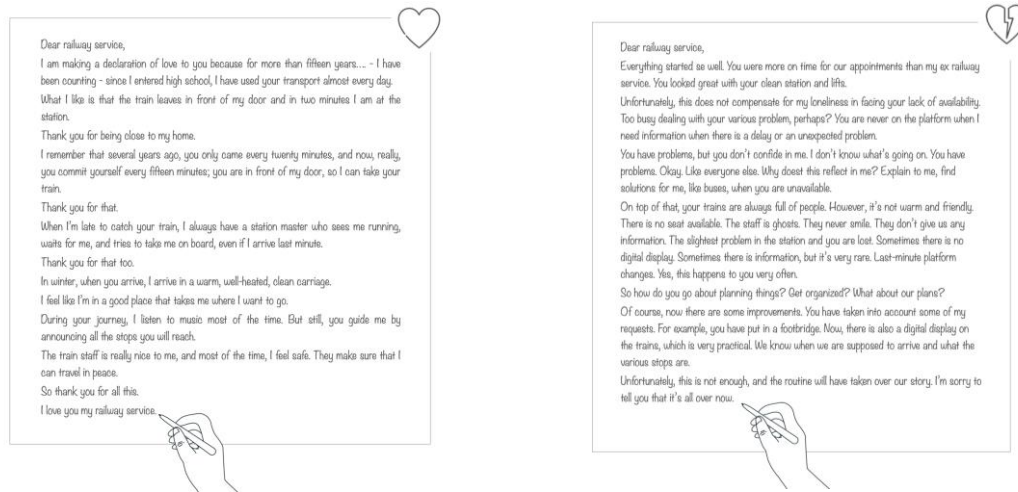 Dear railway service,
I am making a declaration of love to you because for more than fifteen years.... - I have
been counting - since I entered high school, I have used your transport almost every day.
What I like is that the train leaves in front of my door and in two minutes I am at the
station.
Thank you for being close to my home.
I remember that several years ago, you only came every twenty minutes, and now, really,
you commit yourself every fifteen minutes; you are in front of my door, so I can take your
train.
Thank you for that.
When I'm late to catch your train, I always have a station master who sees me running,
waits for me, and tries to take me on board, even if I arrive last minute.
Thank you for that too.
In winter, when you arrive, I arrive in a warm, well-heated, clean carriage.
I feel like I'm in a good place that takes me where I want to go.
During your journey, I listen to music most of the time. But still, you guide me by
announcing all the stops you will reach.
The train staff is really nice to me, and most of the time, I feel safe. They make sure that I
can travel in peace.
So thank you for all this.
I love you my railway service.
Dear railway service,
Everything started se well. You were more on time for our appointments than my ex railway
service. You looked great with your clean station and lifts.
Unfortunately, this does not compensate for my loneliness in facing your lack of availability.
Too busy dealing with your various problem, perhaps? You are never on the platform when I
need information when there is a delay or an unexpected problem.
You have problems, but you don't confide in me. I don't know what's going on. You have
problems. Okay. Like everyone else. Why doest this reflect in me? Explain to me, find
solutions for me, like buses, when you are unavailable.
On top of that, your trains are always full of people. However, it's not warm and friendly.
There is no seat available. The staff is ghosts. They never smile. They don't give us any
information. The slightest problem in the station and you are lost. Sometimes there is no
digital display. Sometimes there is information, but it's very rare. Last-minute platform
changes. Yes, this happens to you very often.
So how do you go about planning things? Get organized? What about our plans?
Of course, now there are some improvements. You have taken into account some of my
requests. For example, you have put in a footbridge. Now, there is also a digital display on
the trains, which is very practical. We know when we are supposed to arrive and what the
various stops are.
Unfortunately, this is not enough, and the routine will have taken over our story. I'm sorry to
tell you that it's all over now.